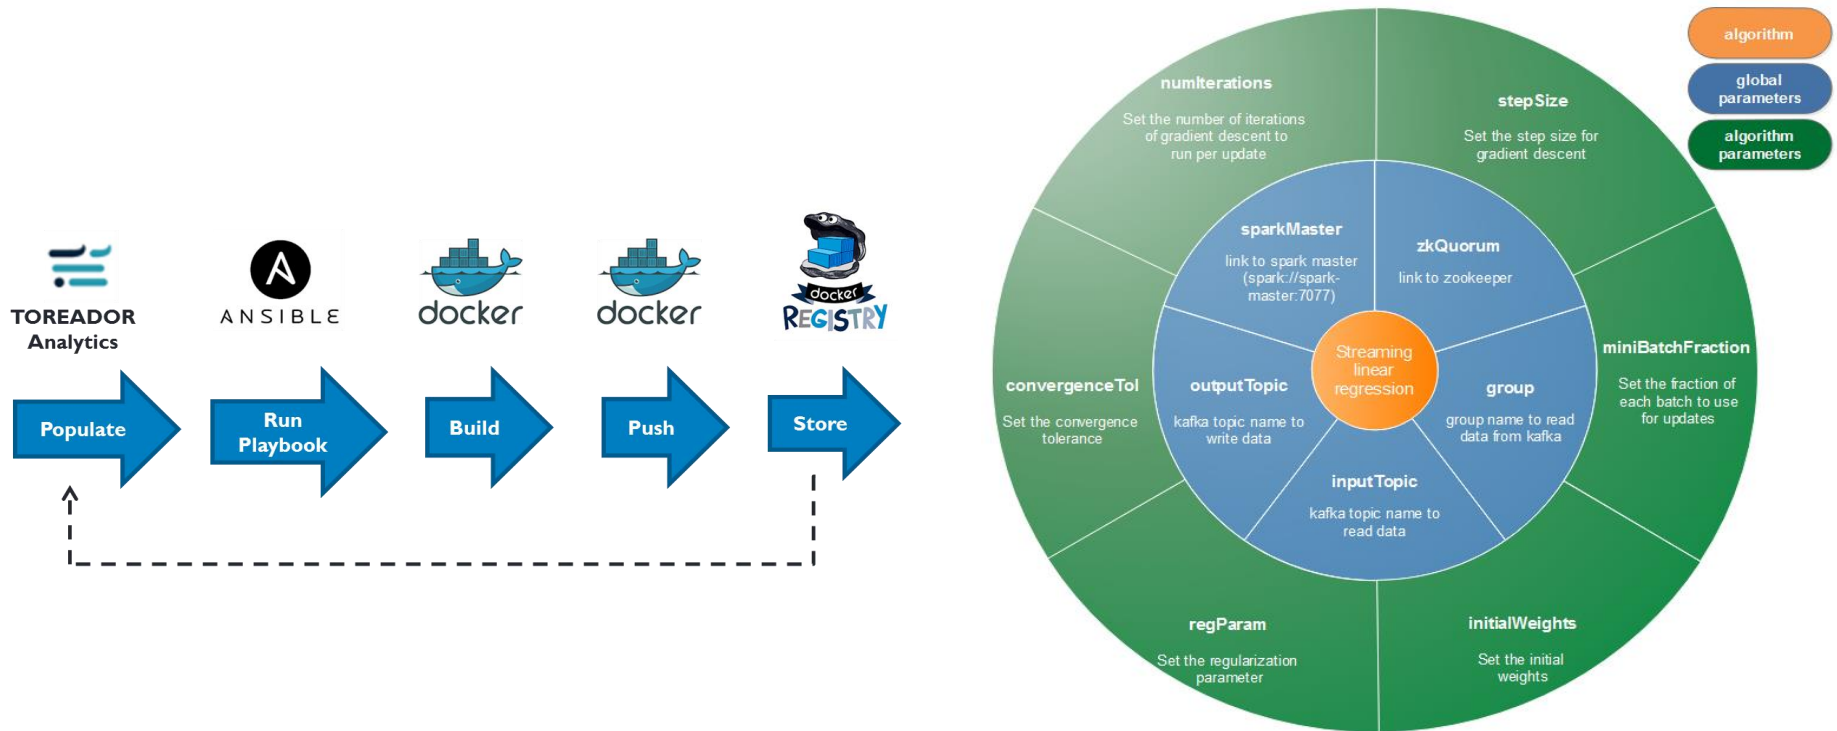 TOREADOR
Analytics
ANSIBLE
docker
docker
docker
REGISTRY
Populate
Run
Playbook
Build
Push
Store
algorithm
global
parameters
algorithm
parameters
numIterations
Set the number of iterations
of gradient descent to
run per update
stepSize
Set the step size for
gradient descent
sparkMaster
link to spark master
(spark://spark-
master:7077)
zkQuorum
link to zookeeper
Streaming
linear
regression
convergenceTol
Set the convergence
tolerance
outputTopic
kafka topic name to
write data
group
group name to read
data from kafka
miniBatchFraction
Set the fraction of
each batch to use
for updates
inputTopic
kafka topic name to
read data
regParam
Set the regularization
parameter
initialWeights
Set the initial
weights